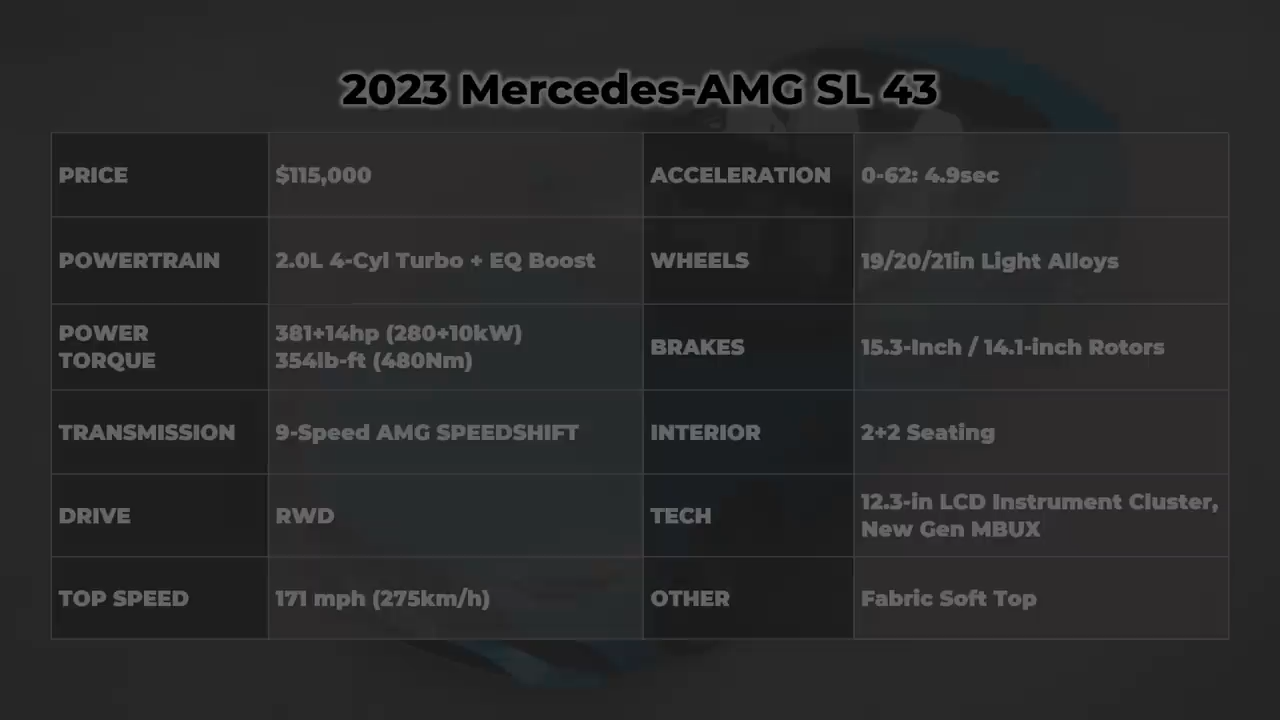 2023 Mercedes-AMG SL 43
PRICE
$115,000
ACCELERATION
0-62: 4.9sec
POWERTRAIN
2.0L 4-Cyl Turbo + EQ Boost
WHEELS
19/20/21in Light Alloys
POWER
TORQUE
381+14hp (280+10kW)
354lb-ft (480Nm)
BRAKES
15.3-Inch / 14.1-inch Rotors
TRANSMISSION
9-Speed AMG SPEEDSHIFT
INTERIOR
2+2 Seating
DRIVE
RWD
TECH
12.3-in LCD Instrument Cluster,
New Gen MBUX
TOP SPEED
171 mph (275km/h)
OTHER
Fabric Soft Top